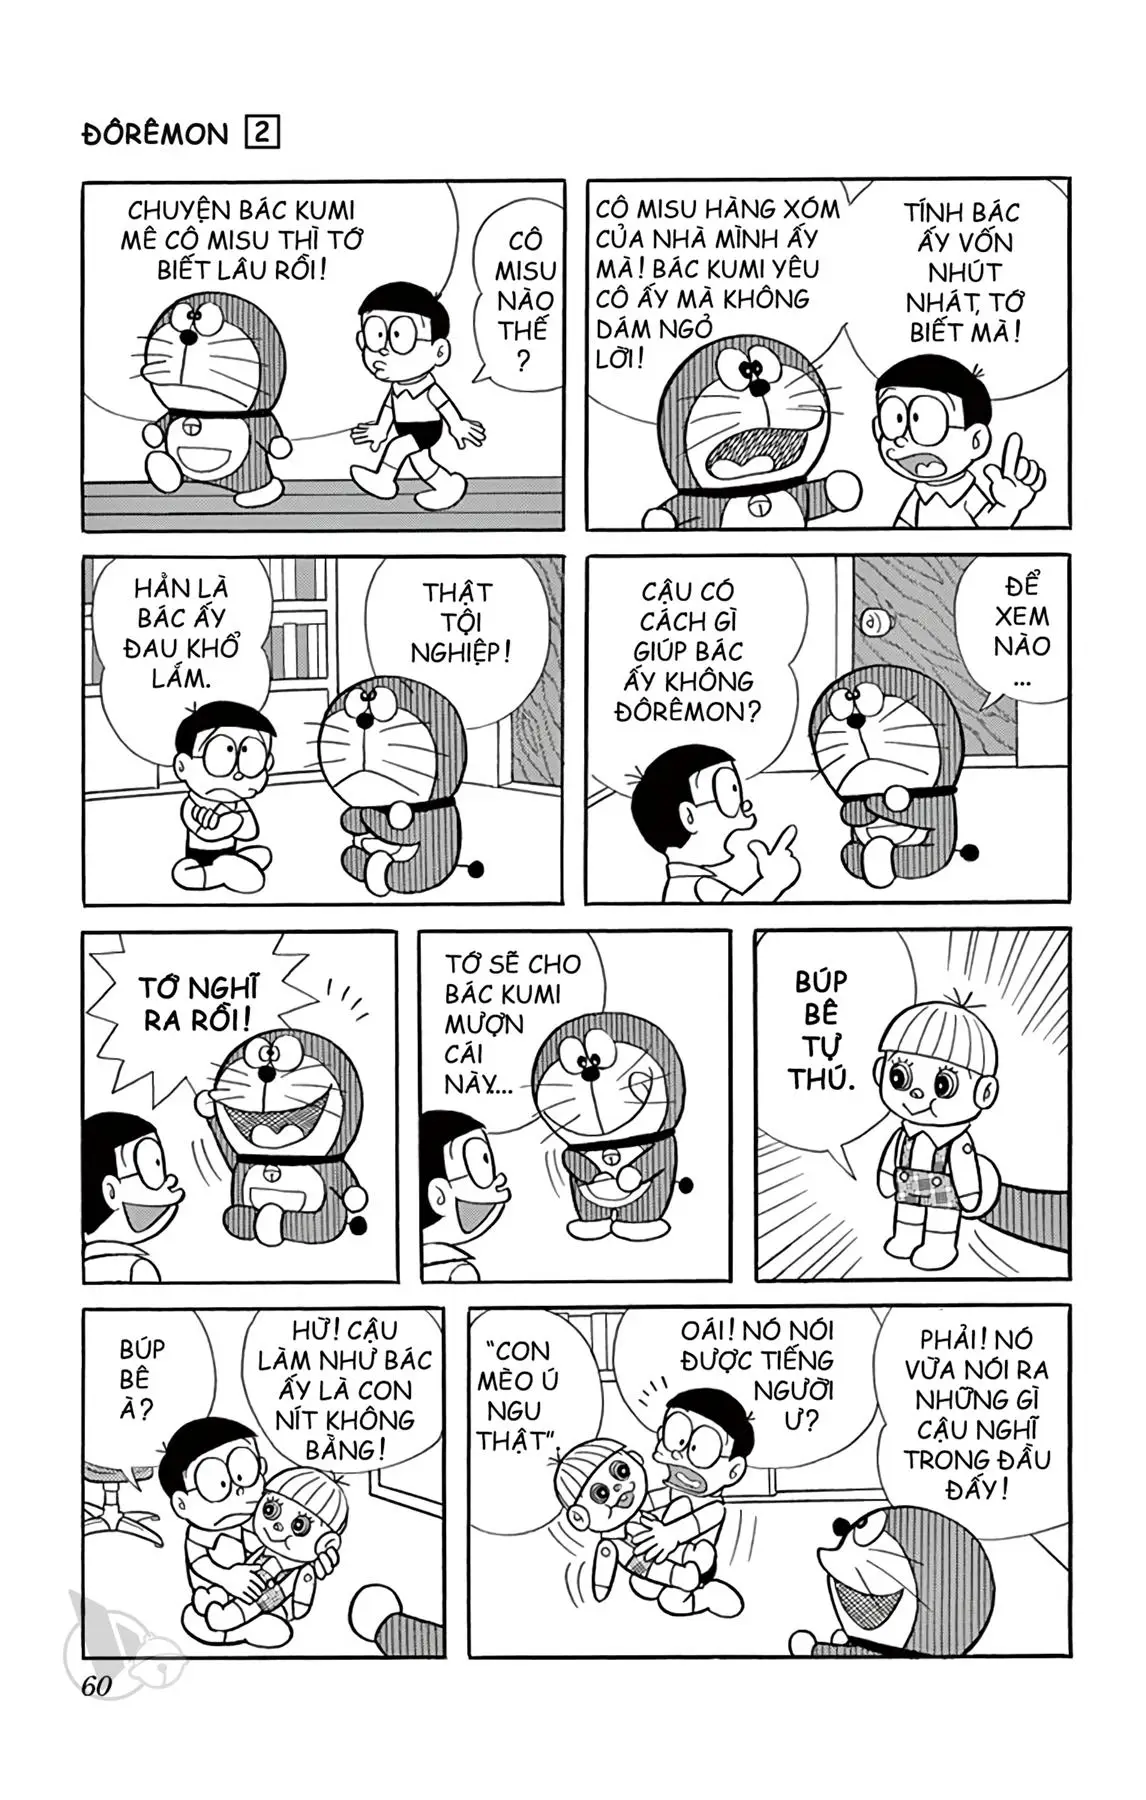 ĐÔRÊMON 2
CHUYỆN BÁC KUMI
MÊ CÔ MISU THÌ TỚ
BIẾT LÂU RỒI!
CÔ
MISU
NÀO
THẾ
?
CÔ MISU HÀNG XÓM
CỦA NHÀ MÌNH ẤY
MÀ! BÁC KUMI YÊU
CÔ ẤY MÀ KHÔNG
DÁM NGỎ
LỜI!
TÍNH BÁC
ẤY VỐN
NHÚT
NHÁT, TỚ
BIẾT MÀ!
HẲN LÀ
BÁC ẤY
ĐAU KHỔ
LẮM.
THẬT
TỘI
NGHIỆP!
CẬU CÓ
CÁCH GÌ
GIÚP BÁC
ẤY KHÔNG
ĐÔRÊMON?
ĐỂ
XEM
NÀO
...
TỚ NGHĨ
RA RỒI!
TỚ SẼ CHO
BÁC KUMI
MƯỢN
CÁI
NÀY....
BÚP
BÊ
TỰ
THÚ.
BÚP
BÊ
À?
HỪ! CẬU
LÀM NHƯ BÁC
ẤY LÀ CON
NÍT KHÔNG
BẰNG!
"CON
MÈO Ú
NGU
THẬT".
OÁI! NÓ NÓI
ĐƯỢC TIẾNG
NGƯỜI
Ư?
PHẢI! NÓ
VỪA NÓI RA
NHỮNG GÌ
CẬU NGHĨ
TRONG ĐẦU
ĐẤY!
60